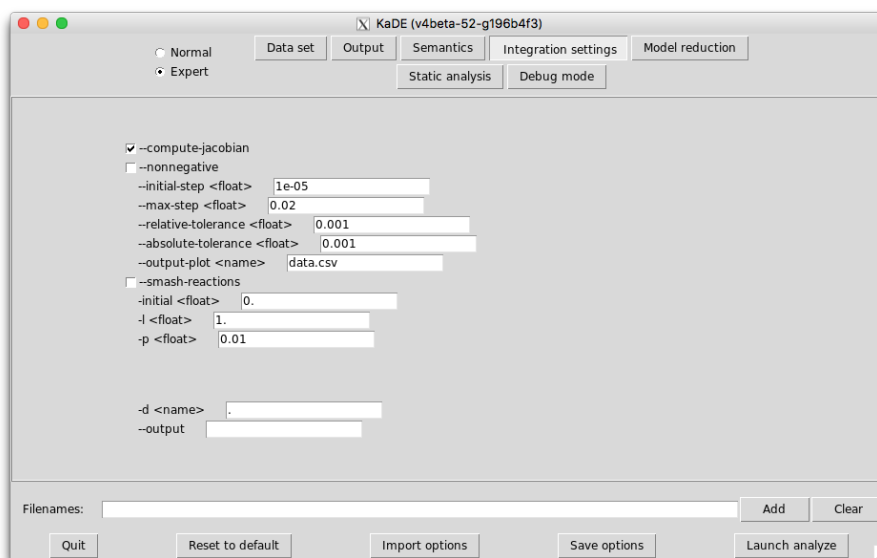 KaDE (v4beta-52-g196b4f3)
Normal
Expert
Data set Output Semantics Integration settings Model reduction
Static analysis Debug mode
--compute-jacobian
--nonnegative
--initial-step <float> 1e-05
--max-step <float> 0.02
--relative-tolerance <float> 0.001
--absolute-tolerance <float> 0.001
--output-plot <name> data.csv
--smash-reactions
-initial <float> 0.
-l <float> 1.
-p <float> 0.01
-d <name> .
--output
Filenames: Add Clear
Quit Reset to default Import options Save options Launch analyze